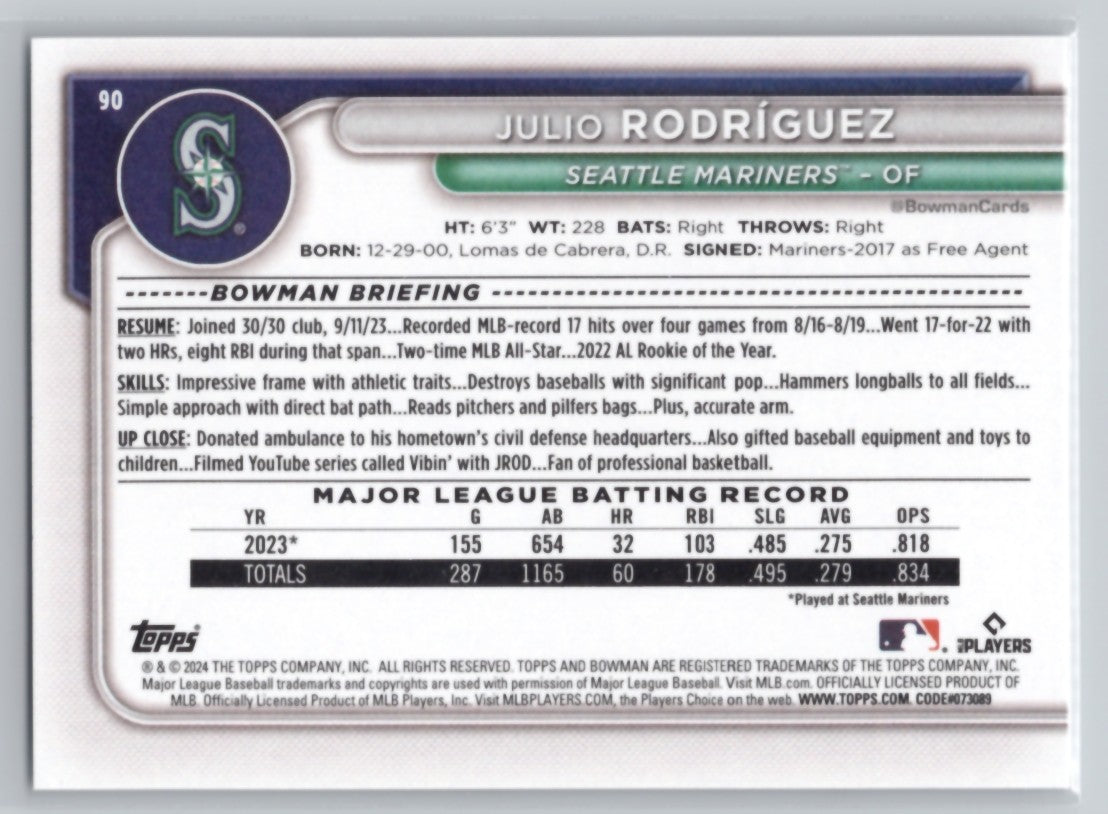 90
S
JULIO RODRÍGUEZ
SEATTLE MARINERS™ – OF
@BowmanCards
HT: 6'3" WT: 228 BATS: Right THROWS: Right
BORN: 12-29-00, Lomas de Cabrera, D.R. SIGNED: Mariners-2017 as Free Agent
BOWMAN BRIEFING
RESUME: Joined 30/30 club, 9/11/23...Recorded MLB-record 17 hits over four games from 8/16-8/19...Went 17-for-22 with
two HRs, eight RBI during that span...Two-time MLB All-Star...2022 AL Rookie of the Year.
SKILLS: Impressive frame with athletic traits...Destroys baseballs with significant pop...Hammers longballs to all fields...
Simple approach with direct bat path...Reads pitchers and pilfers bags...Plus, accurate arm.
UP CLOSE: Donated ambulance to his hometown's civil defense headquarters...Also gifted baseball equipment and toys to
children...Filmed YouTube series called Vibin' with JROD...Fan of professional basketball.
MAJOR LEAGUE BATTING RECORD
YR G AB HR RBI SLG AVG OPS
2023* 155 654 32 103 .485 .275 .818
TOTALS 287 1165 60 178 .495 .279 .834
*Played at Seattle Mariners
Topps
MLB PLAYERS
® & © 2024 THE TOPPS COMPANY, INC. ALL RIGHTS RESERVED. TOPPS AND BOWMAN ARE REGISTERED TRADEMARKS OF THE TOPPS COMPANY, INC.
Major League Baseball trademarks and copyrights are used with permission of Major League Baseball. Visit MLB.com. OFFICIALLY LICENSED PRODUCT OF
MLB. Officially Licensed Product of MLB Players, Inc. Visit MLBPLAYERS.COM, the Players Choice on the web. WWW.TOPPS.COM. CODE#073089